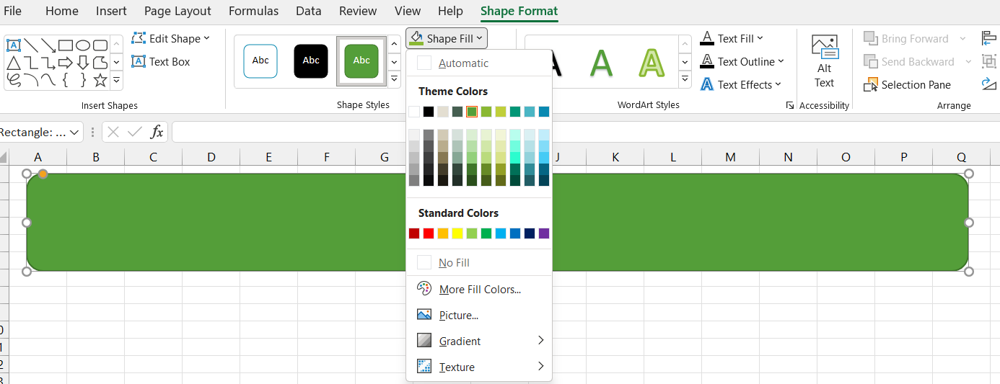 File Home Insert Page Layout Formulas Data Review View Help Shape Format
A Edit Shape Abc Abc Abc Shape Fill A A A Text Fill Bring Forward
A Text Box Automatic Text Outline Alt Text Send Backward
Text Effects Selection Pane
Insert Shapes Shape Styles WordArt Styles Accessibility Arrange
Theme Colors
Rectangle: ... fx
A B C D E F G J K L M N O P Q
Standard Colors
No Fill
More Fill Colors...
Picture...
0
Gradient
1
2
Texture
3